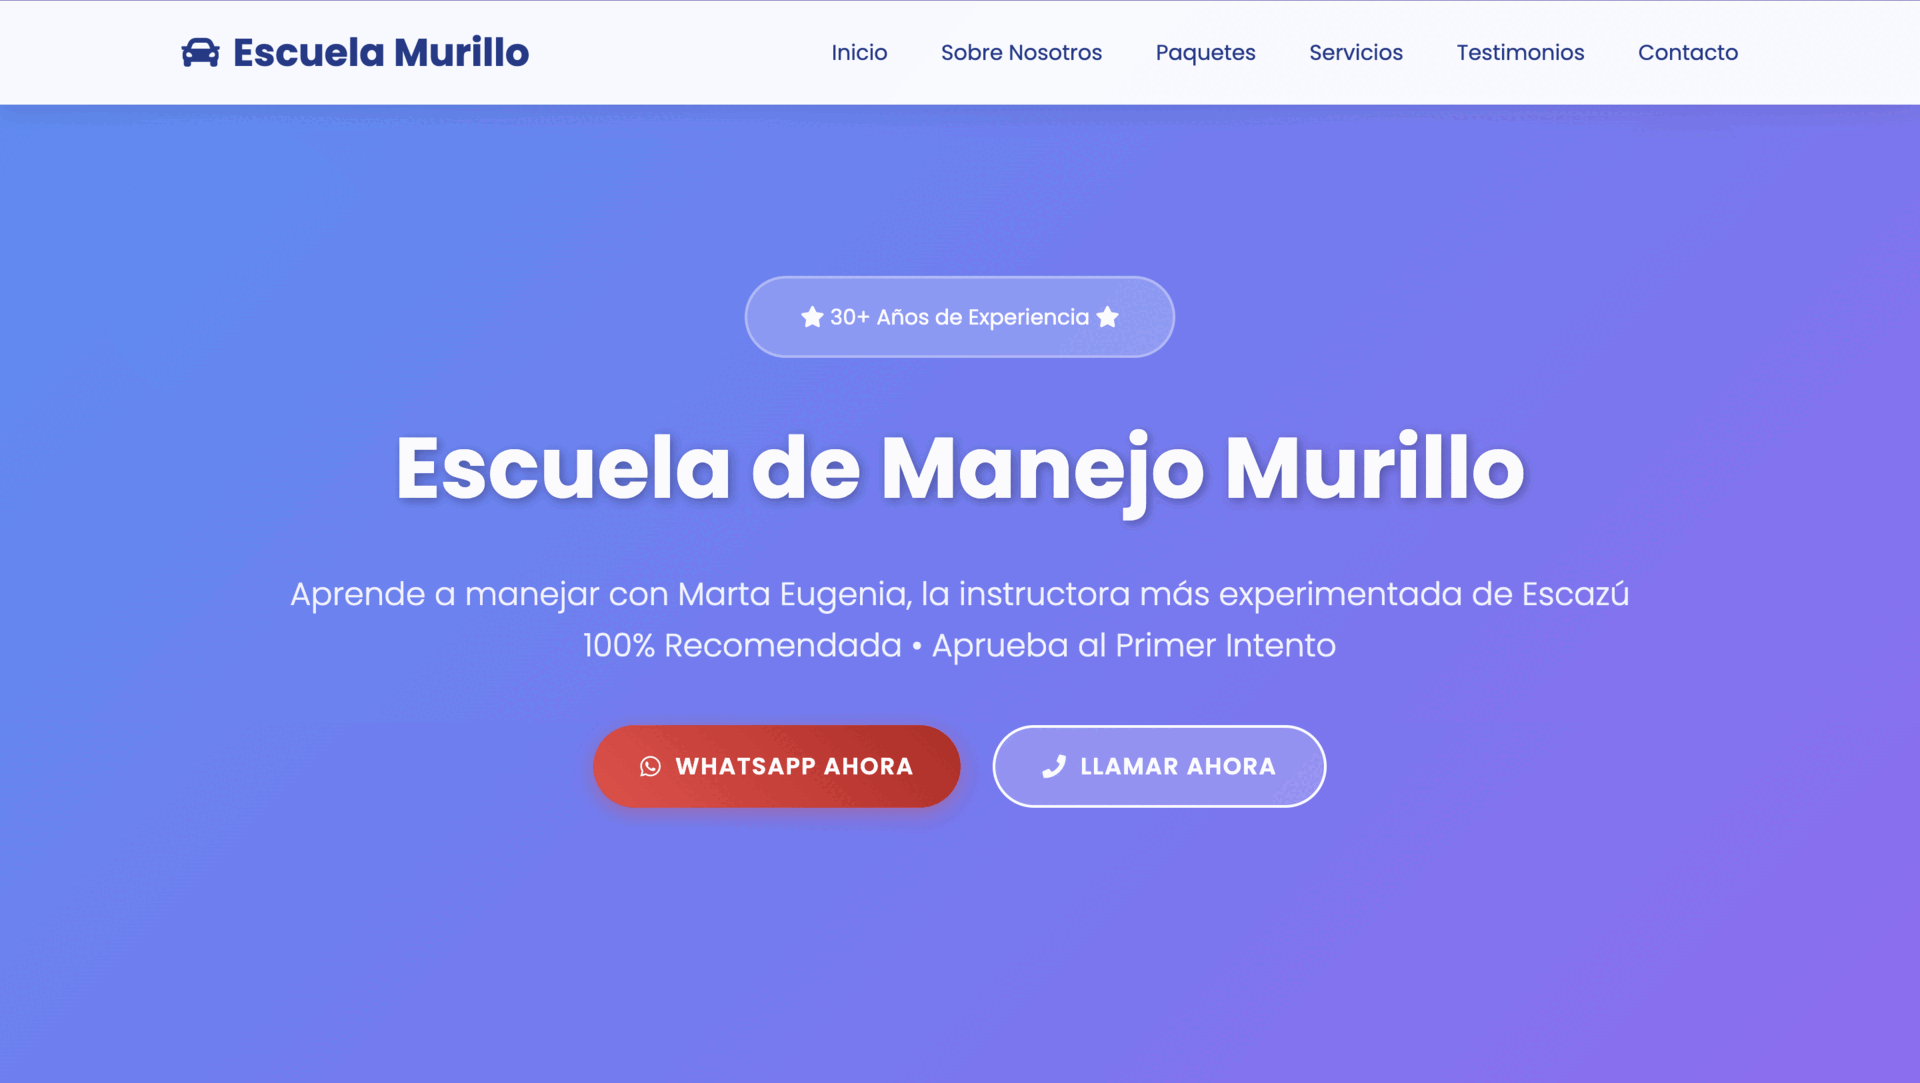 Escuela Murillo
Inicio
Sobre Nosotros
Paquetes
Servicios
Testimonios
Contacto
30+ Años de Experiencia
Escuela de Manejo Murillo
Aprende a manejar con Marta Eugenia, la instructora más experimentada de Escazú
100% Recomendada • Aprueba al Primer Intento
WHATSAPP AHORA
LLAMAR AHORA